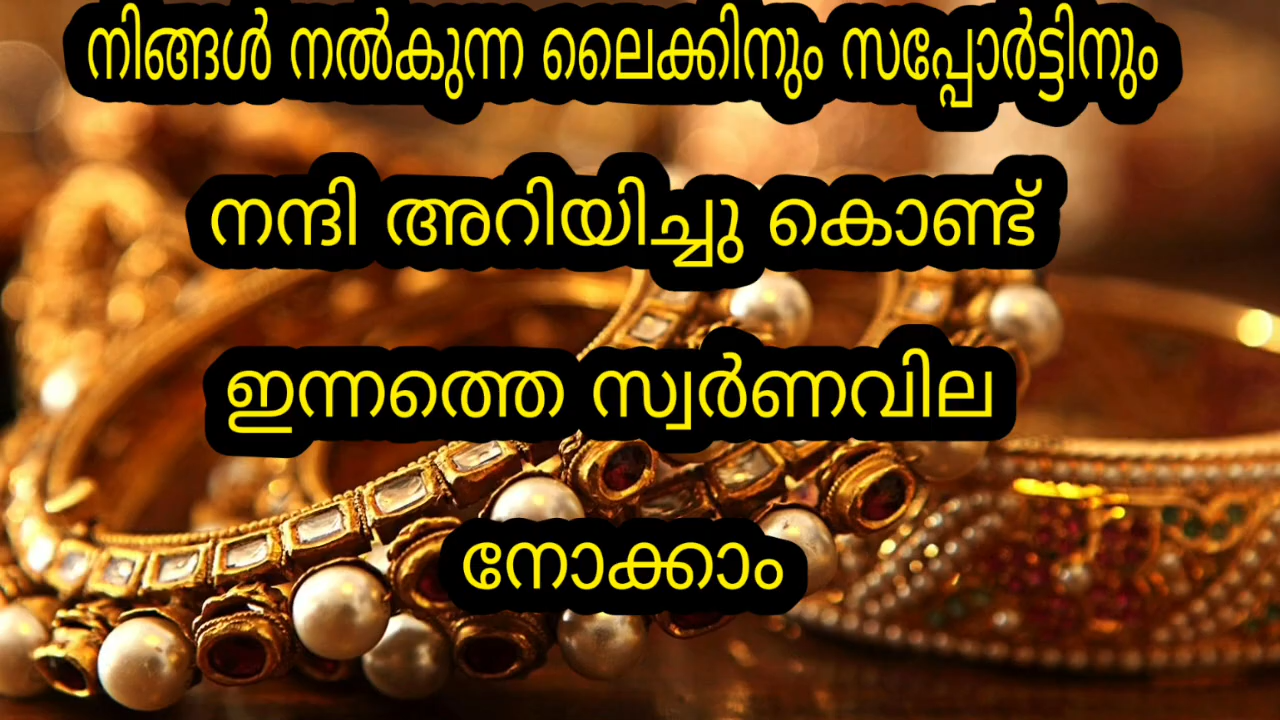 നിങ്ങൾ നൽകുന്ന ലൈക്കിനും സപ്പോർട്ടിനും
നന്ദി അറിയിച്ചു കൊണ്ട്
ഇന്നത്തെ സ്വർണവില
നോക്കാം